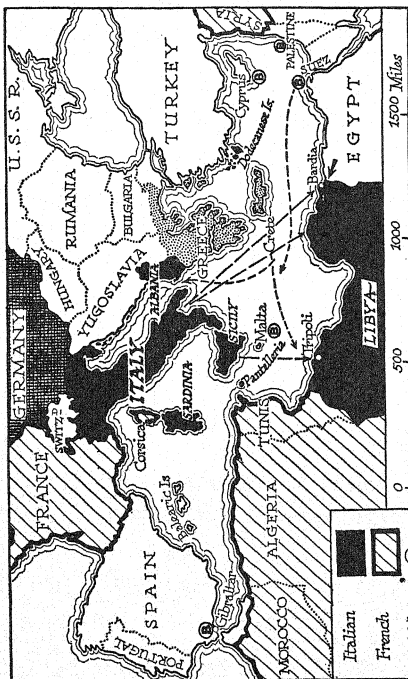 U. S. S. R.
GERMANY
FRANCE
SWITZ'D
HUNGARY
RUMANIA
YUGOSLAVIA
BULGARIA
ITALY
ALBANIA
GREECE
TURKEY
SYRIA
SPAIN
PORTUGAL
Corsica
SARDINIA
Balearic Is
SICILY
Crete
Dodecanese Is.
Cyprus
B
PALESTINE
B
Gibraltar
B
Pantelleria
Malta
B
Tripoli
Bardia
MOROCCO
ALGERIA
TUNIS
LIBYA
EGYPT
Italian
French
0
500
1000
1500 Miles